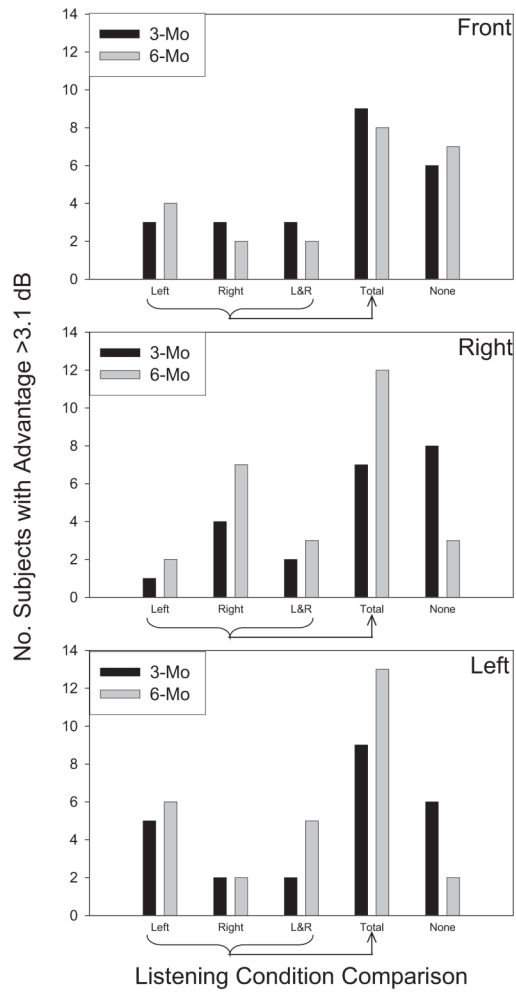 No. Subjects with Advantage >3.1 dB
Front
3-Mo
6-Mo
14
12
10
8
6
4
2
0
Left Right L&R Total None
Right
3-Mo
6-Mo
14
12
10
8
6
4
2
0
Left Right L&R Total None
Left
3-Mo
6-Mo
14
12
10
8
6
4
2
0
Left Right L&R Total None
Listening Condition Comparison